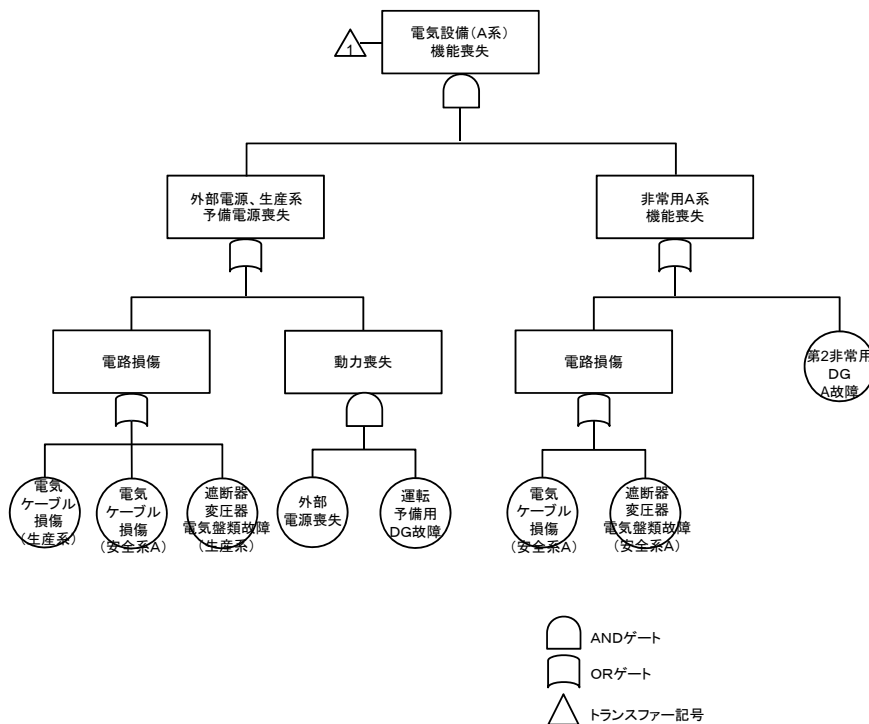 電気設備（A系）
機能喪失
1
外部電源、生産系
予備電源喪失
非常用A系
機能喪失
電路損傷
動力喪失
電路損傷
第2非常用
DG
A故障
電気
ケーブル
損傷
（生産系）
電気
ケーブル
損傷
（安全系A）
遮断器
変圧器
電気盤類故障
（生産系）
外部
電源喪失
運転
予備用
DG故障
電気
ケーブル
損傷
（安全系A）
遮断器
変圧器
電気盤類故障
（安全系A）
ANDゲート
ORゲート
トランスファー記号